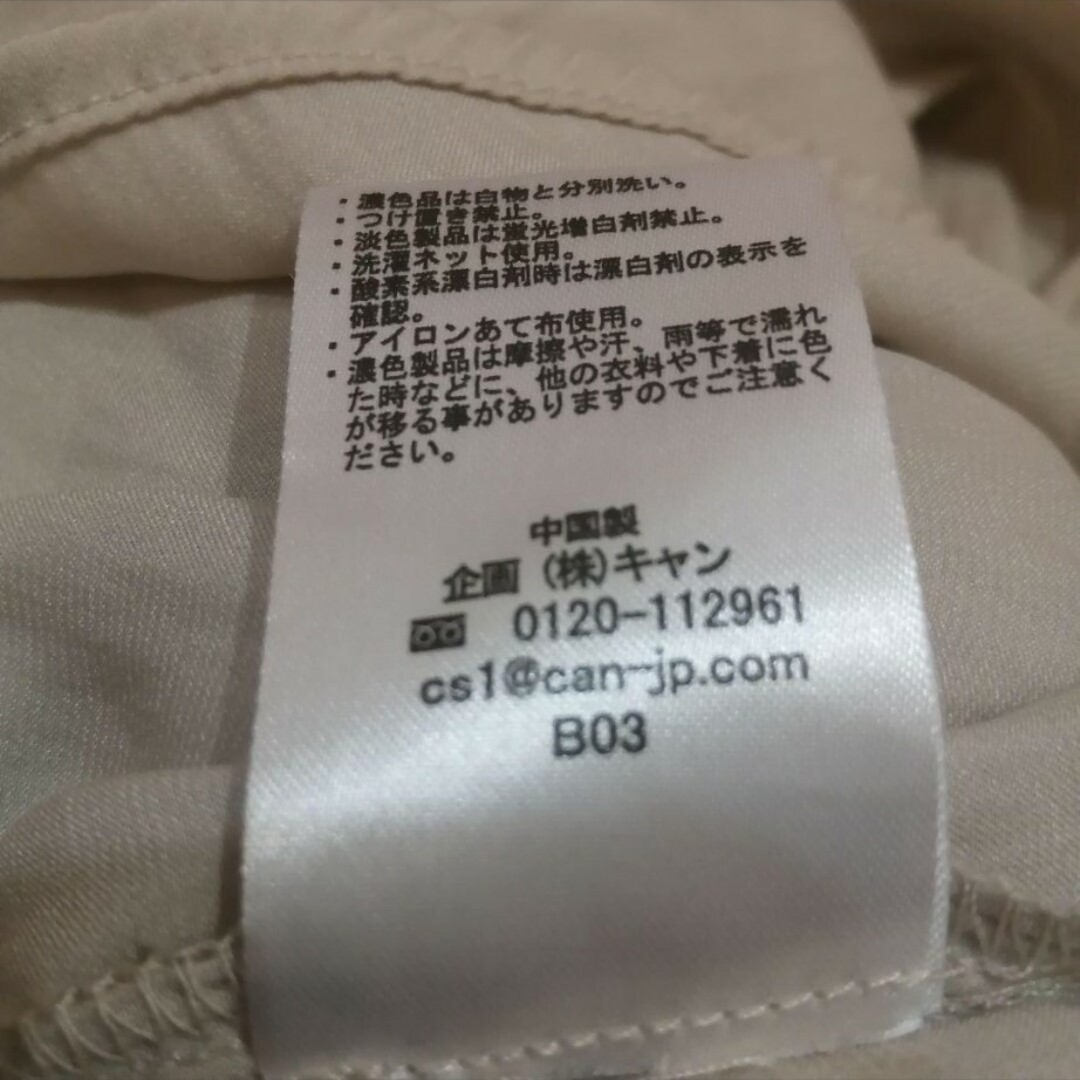 ・濃色品は白物と分別洗い。
・つけ置き禁止。
・淡色製品は蛍光増白剤禁止。
・洗濯ネット使用。
・酸素系漂白剤時は漂白剤の表示を
確認。
・アイロンあて布使用。
・濃色製品は摩擦や汗、雨等で濡れ
た時などに、他の衣料や下着に色
が移る事がありますのでご注意く
ださい。
中国製
企画 (株)キャン
0120-112961
cs1@can-jp.com
B03